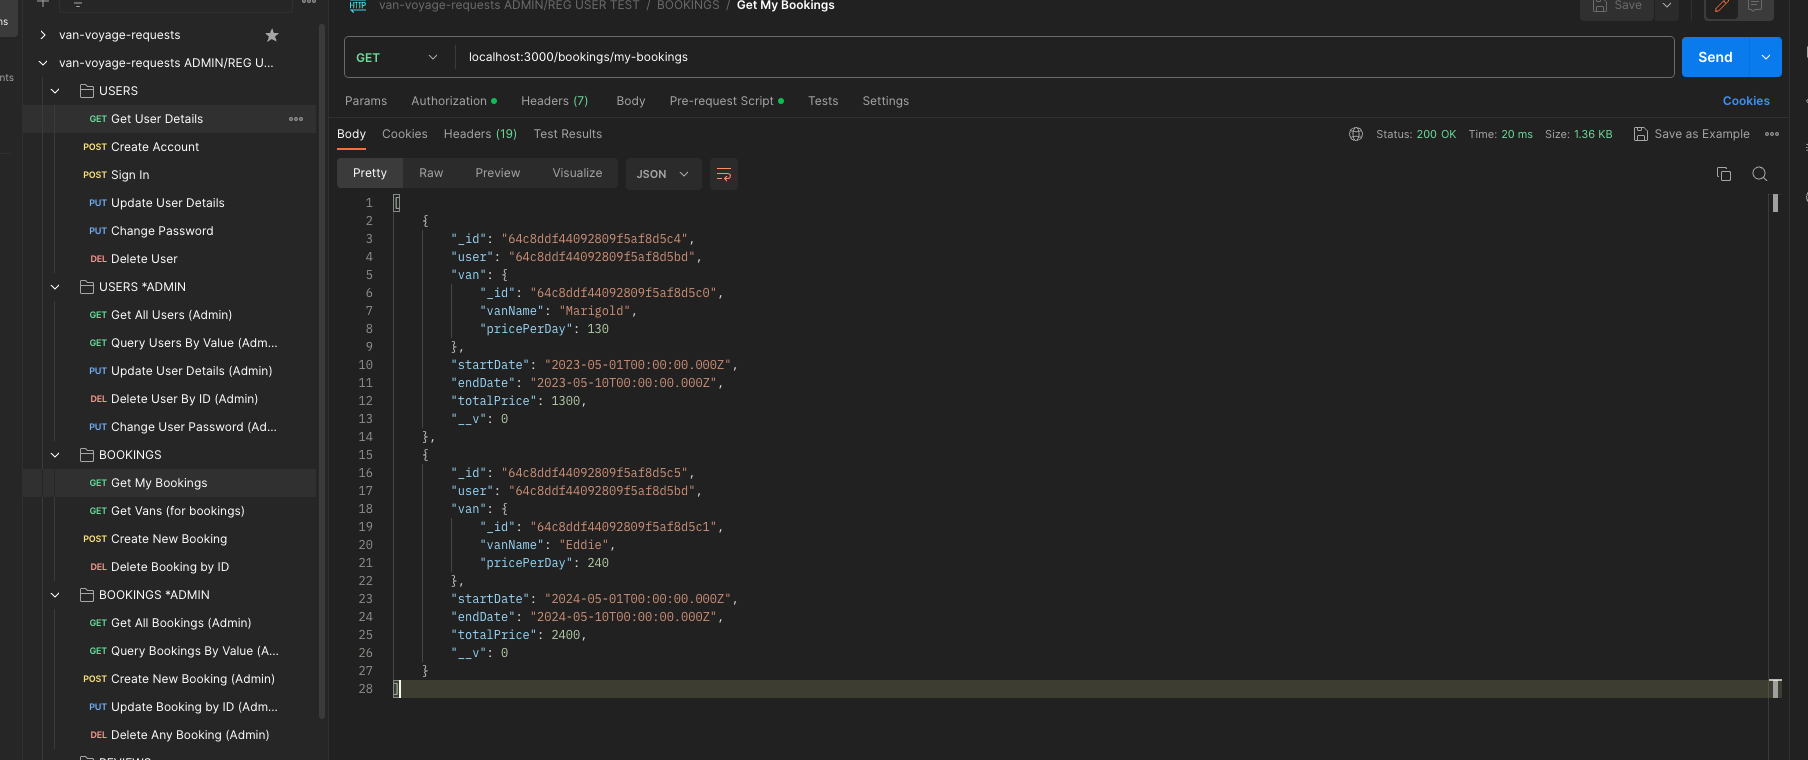 van-voyage-requests ADMIN/REG USER TEST / BOOKINGS / Get My Bookings
Save
van-voyage-requests
van-voyage-requests ADMIN/REG U...
USERS
GET Get User Details
POST Create Account
POST Sign In
PUT Update User Details
PUT Change Password
DEL Delete User
USERS *ADMIN
GET Get All Users (Admin)
GET Query Users By Value (Adm...
PUT Update User Details (Admin)
DEL Delete User By ID (Admin)
PUT Change User Password (Ad...
BOOKINGS
GET Get My Bookings
GET Get Vans (for bookings)
POST Create New Booking
DEL Delete Booking by ID
BOOKINGS *ADMIN
GET Get All Bookings (Admin)
GET Query Bookings By Value (A...
POST Create New Booking (Admin)
PUT Update Booking by ID (Adm...
DEL Delete Any Booking (Admin)
REVIEWS
GET localhost:3000/bookings/my-bookings Send
Params Authorization Headers (7) Body Pre-request Script Tests Settings Cookies
Body Cookies Headers (19) Test Results Status: 200 OK Time: 20 ms Size: 1.36 KB Save as Example
Pretty Raw Preview Visualize JSON
1 [
2 {
3 "_id": "64c8ddf44092809f5af8d5c4",
4 "user": "64c8ddf44092809f5af8d5bd",
5 "van": {
6 "_id": "64c8ddf44092809f5af8d5c0",
7 "vanName": "Marigold",
8 "pricePerDay": 130
9 },
10 "startDate": "2023-05-01T00:00:00.000Z",
11 "endDate": "2023-05-10T00:00:00.000Z",
12 "totalPrice": 1300,
13 "__v": 0
14 },
15 {
16 "_id": "64c8ddf44092809f5af8d5c5",
17 "user": "64c8ddf44092809f5af8d5bd",
18 "van": {
19 "_id": "64c8ddf44092809f5af8d5c1",
20 "vanName": "Eddie",
21 "pricePerDay": 240
22 },
23 "startDate": "2024-05-01T00:00:00.000Z",
24 "endDate": "2024-05-10T00:00:00.000Z",
25 "totalPrice": 2400,
26 "__v": 0
27 }
28 ]